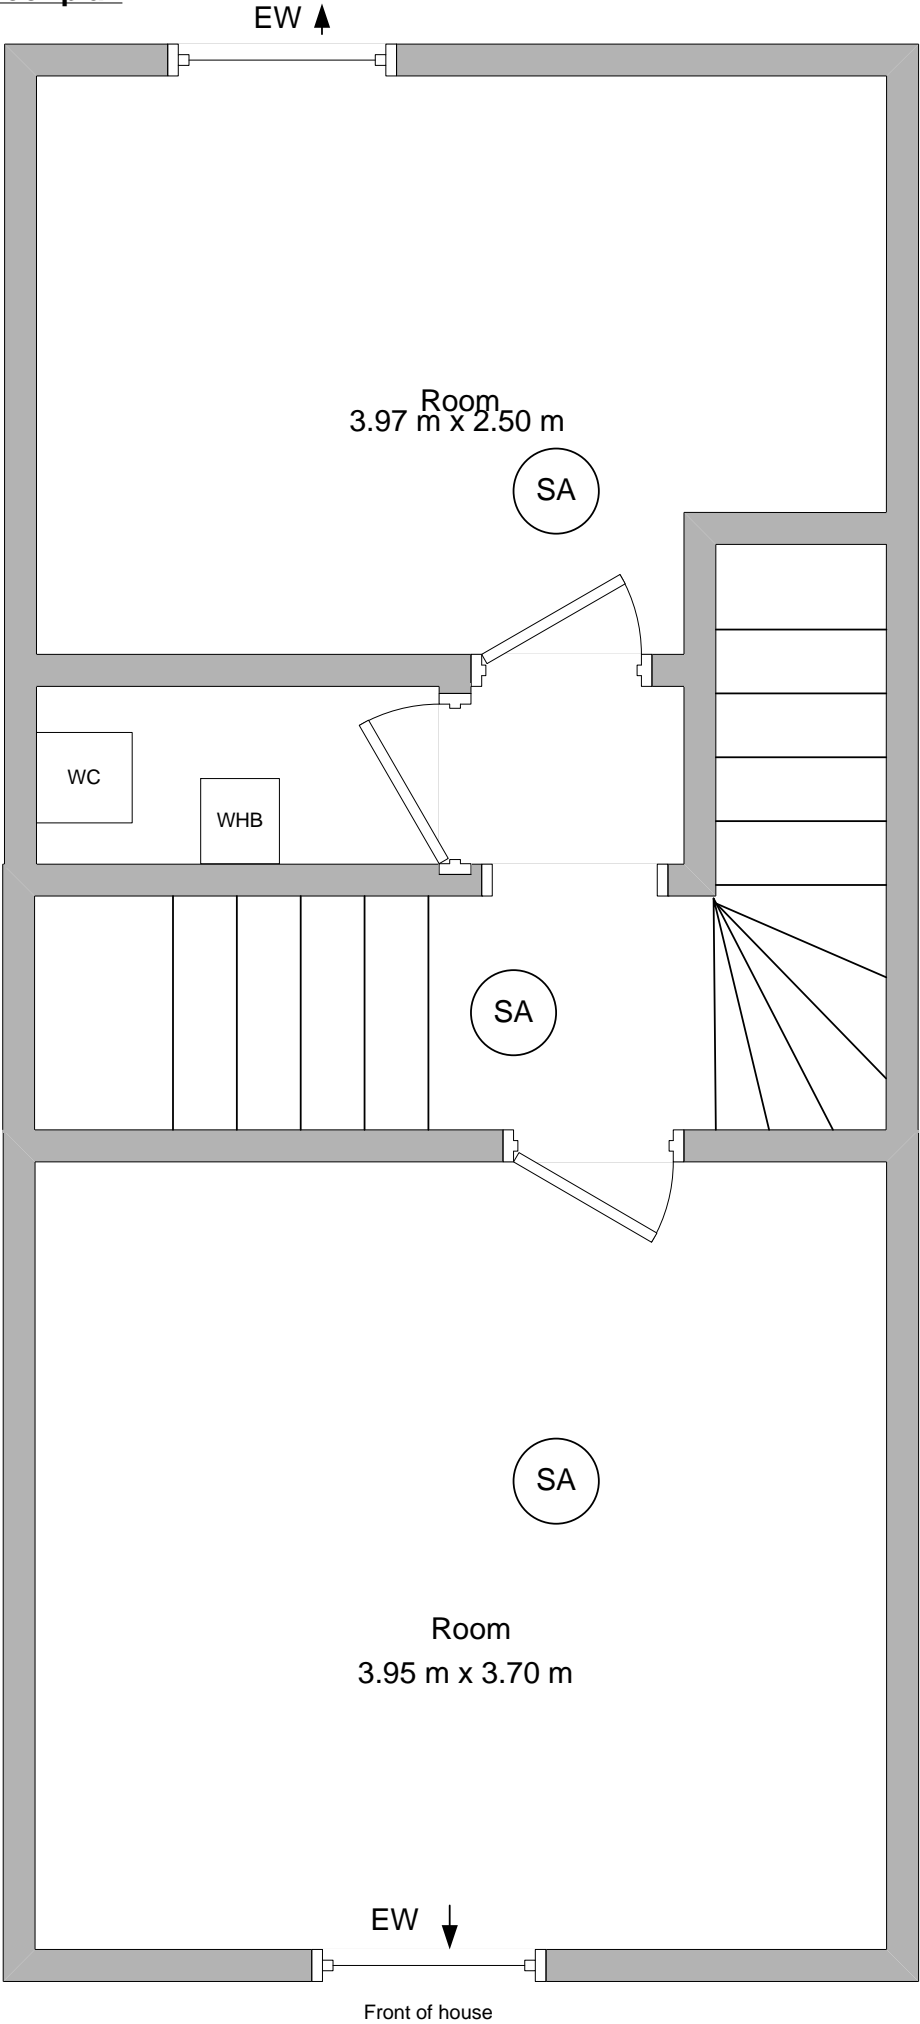 EW
Room
3.97 m x 2.50 m
SA
WC
WHB
SA
SA
Room
3.95 m x 3.70 m
EW
Front of house